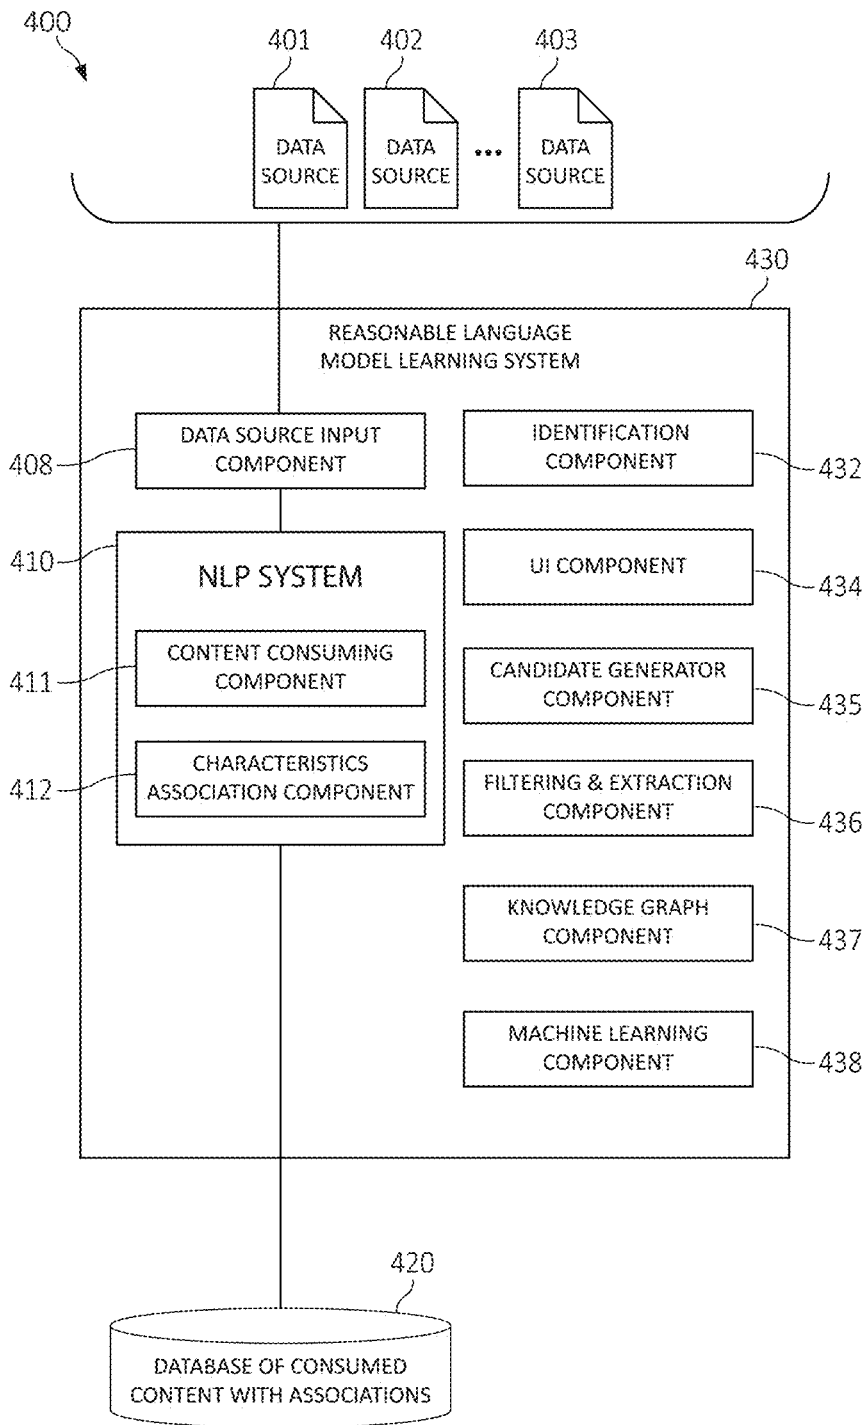 400
401
402
403
DATA
SOURCE
DATA
SOURCE
...
DATA
SOURCE
430
REASONABLE LANGUAGE
MODEL LEARNING SYSTEM
408
DATA SOURCE INPUT
COMPONENT
IDENTIFICATION
COMPONENT
432
410
NLP SYSTEM
UI COMPONENT
434
411
CONTENT CONSUMING
COMPONENT
CANDIDATE GENERATOR
COMPONENT
435
412
CHARACTERISTICS
ASSOCIATION COMPONENT
FILTERING & EXTRACTION
COMPONENT
436
KNOWLEDGE GRAPH
COMPONENT
437
MACHINE LEARNING
COMPONENT
438
420
DATABASE OF CONSUMED
CONTENT WITH ASSOCIATIONS